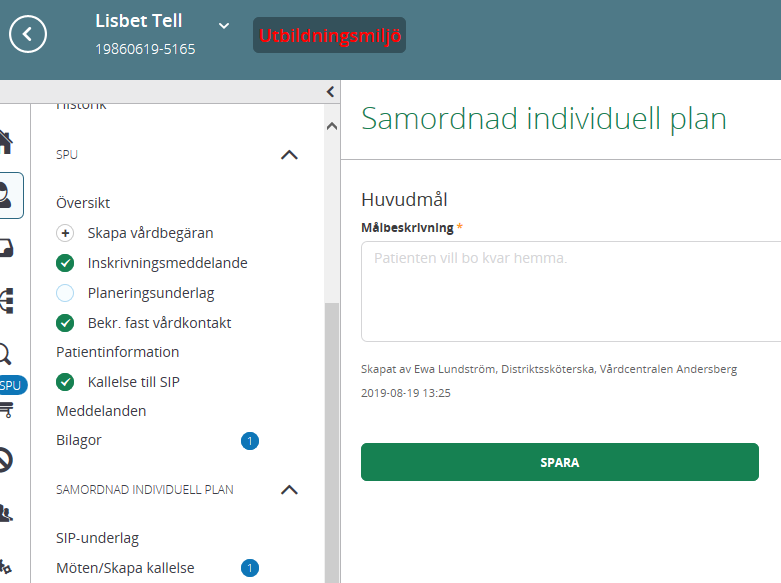 Lisbet Tell
19860619-5165
Utbildningsmiljö
Historik
SPU
Översikt
Skapa vårdbegäran
Inskrivningsmeddelande
Planeringsunderlag
Bekr. fast vårdkontakt
Patientinformation
Kallelse till SIP
SPU
Meddelanden
Bilagor 1
SAMORDNAD INDIVIDUELL PLAN
SIP-underlag
Möten/Skapa kallelse 1
Samordnad individuell plan
Huvudmål
Målbeskrivning *
Patienten vill bo kvar hemma.
Skapat av Ewa Lundström, Distriktssköterska, Vårdcentralen Andersberg
2019-08-19 13:25
SPARA